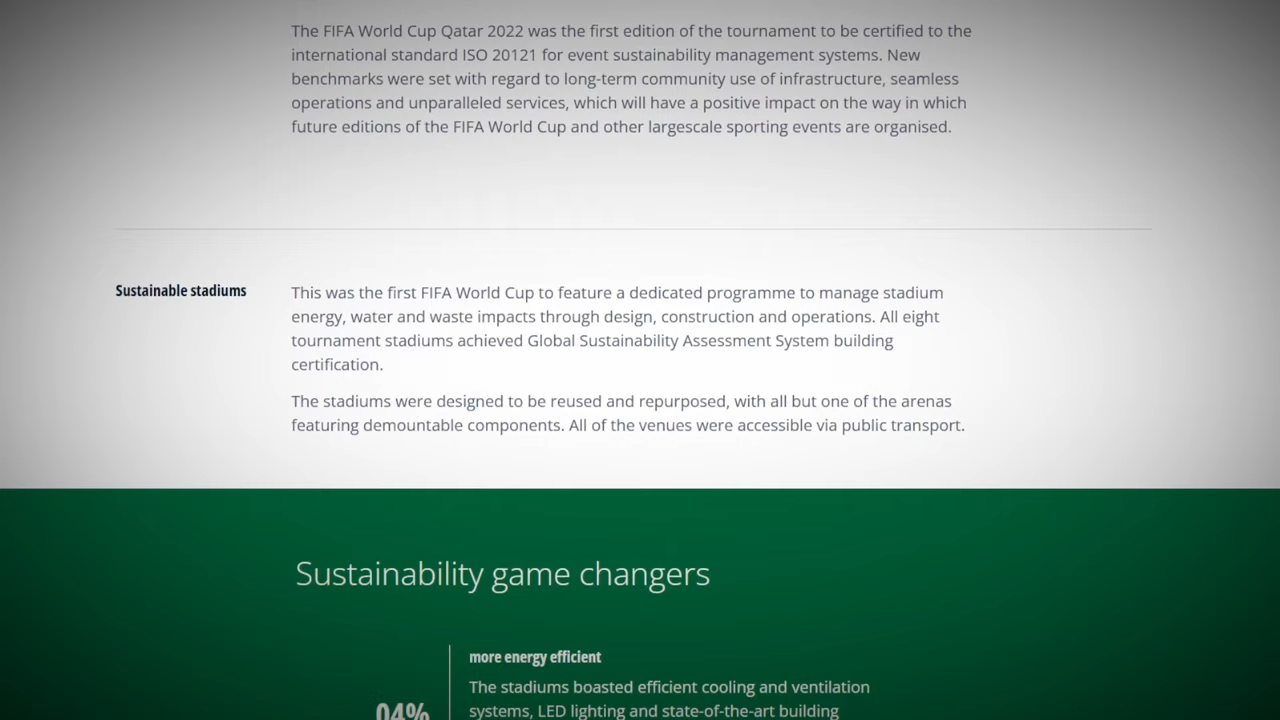 The FIFA World Cup Qatar 2022 was the first edition of the tournament to be certified to the
international standard ISO 20121 for event sustainability management systems. New
benchmarks were set with regard to long-term community use of infrastructure, seamless
operations and unparalleled services, which will have a positive impact on the way in which
future editions of the FIFA World Cup and other largescale sporting events are organised.
Sustainable stadiums
This was the first FIFA World Cup to feature a dedicated programme to manage stadium
energy, water and waste impacts through design, construction and operations. All eight
tournament stadiums achieved Global Sustainability Assessment System building
certification.
The stadiums were designed to be reused and repurposed, with all but one of the arenas
featuring demountable components. All of the venues were accessible via public transport.
Sustainability game changers
more energy efficient
The stadiums boasted efficient cooling and ventilation
systems, LED lighting and state-of-the-art building